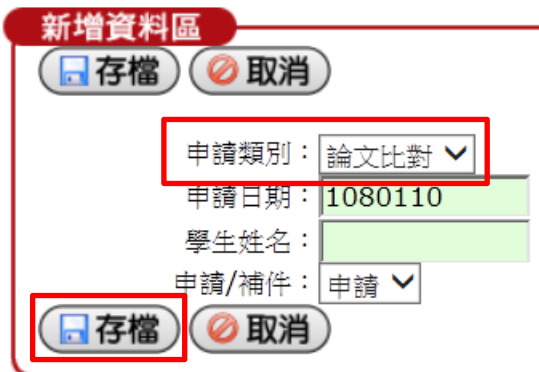 新增資料區
存檔 取消
申請類別：論文比對
申請日期：1080110
學生姓名：
申請/補件：申請
存檔 取消